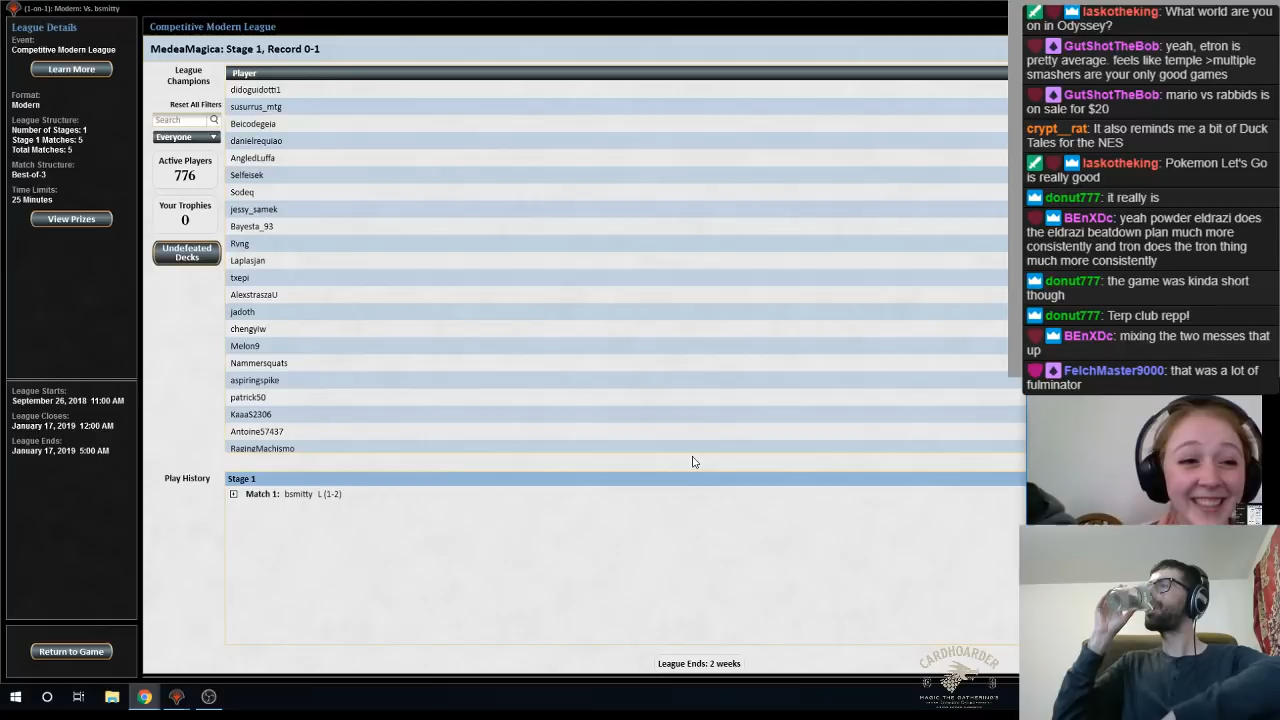 (1-on-1): Modern: Vs. bsmitty
League Details
Event:
Competitive Modern League
Learn More
Format:
Modern
League Structure:
Number of Stages: 1
Stage 1 Matches: 5
Total Matches: 5
Match Structure:
Best-of-3
Time Limits:
25 Minutes
View Prizes
League Starts:
September 26, 2018 11:00 AM
League Closes:
January 17, 2019 12:00 AM
League Ends:
January 17, 2019 5:00 AM
Return to Game
Competitive Modern League
MedeaMagica: Stage 1, Record 0-1
League
Champions
Reset All Filters
Search
Everyone
Active Players
776
Your Trophies
0
Undefeated
Decks
Player
didoguidotti1
susurrus_mtg
Beicodegeia
danielrequiao
AngledLuffa
Selfeisek
Sodeq
jessy_samek
Bayesta_93
Rvng
Laplasjan
txepi
AlexstraszaU
jadoth
chengyiw
Melon9
Nammersquats
aspiringspike
patrick50
KaaaS2306
Antoine57437
RagingMachismo
Play History
Stage 1
Match 1: bsmitty L (1-2)
League Ends: 2 weeks
CARDHOARDER
MAGIC THE GATHERING
laskotheking: What world are you
on in Odyssey?
GutShotTheBob: yeah, etron is
pretty average. feels like temple >multiple
smashers are your only good games
GutShotTheBob: mario vs rabbids is
on sale for $20
crypt__rat: It also reminds me a bit of Duck
Tales for the NES
laskotheking: Pokemon Let's Go
is really good
donut777: it really is
BEnXDc: yeah powder eldrazi does
the eldrazi beatdown plan much more
consistently and tron does the tron thing
much more consistently
donut777: the game was kinda short
though
donut777: Terp club repp!
BEnXDc: mixing the two messes that
up
FelchMaster9000: that was a lot of
fulminator